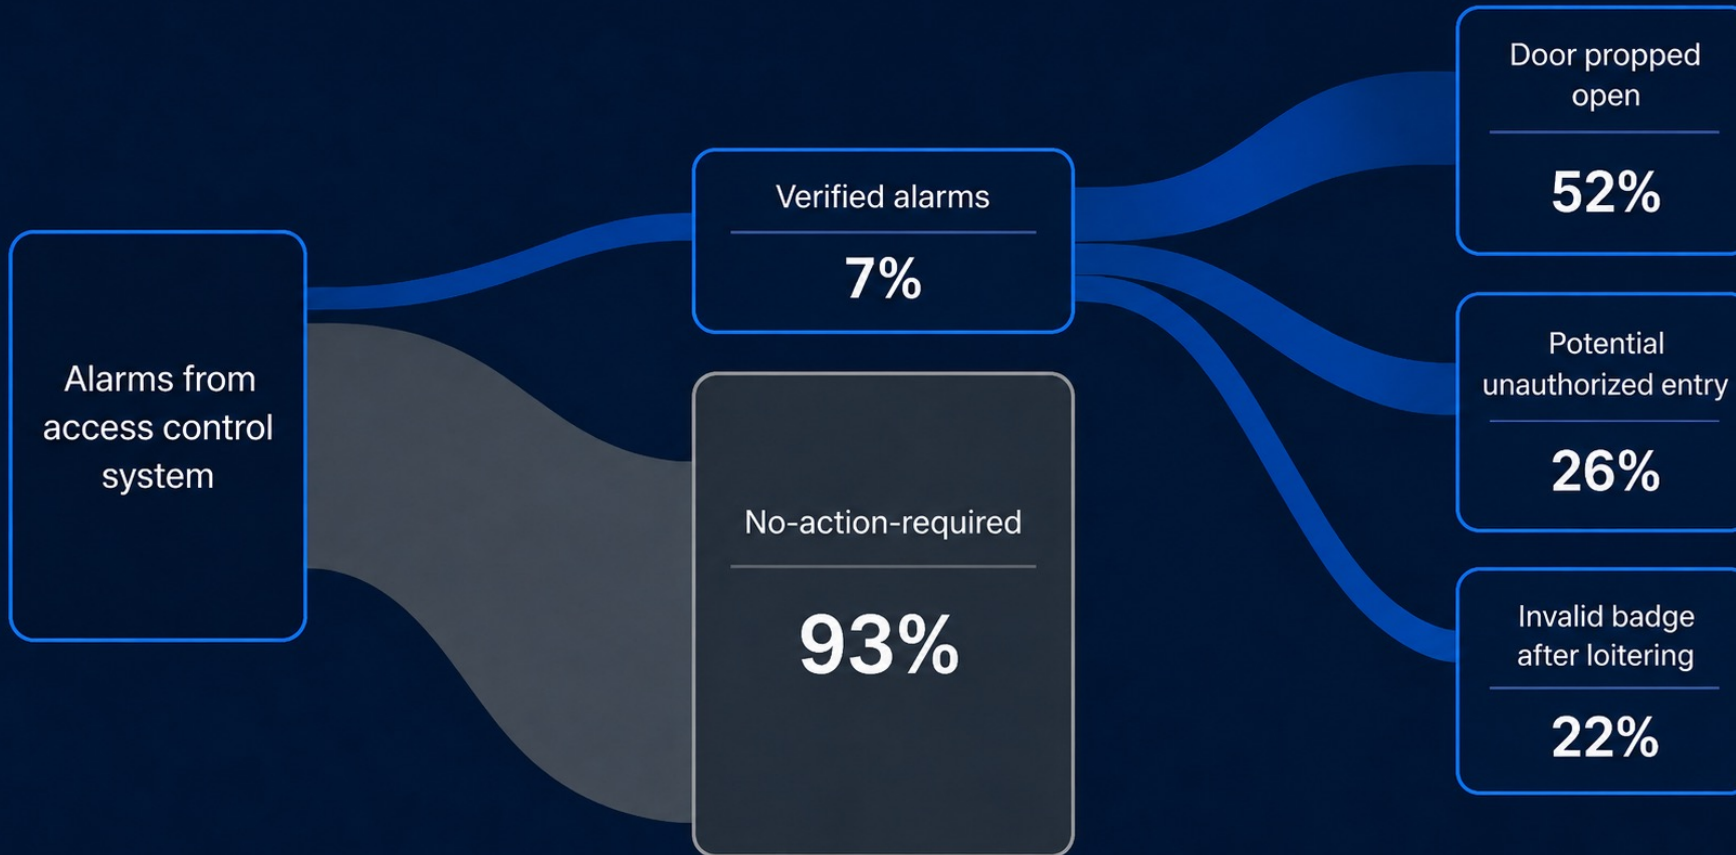 Alarms from
access control
system
Verified alarms
7%
No-action-required
93%
Door propped
open
52%
Potential
unauthorized entry
26%
Invalid badge
after loitering
22%